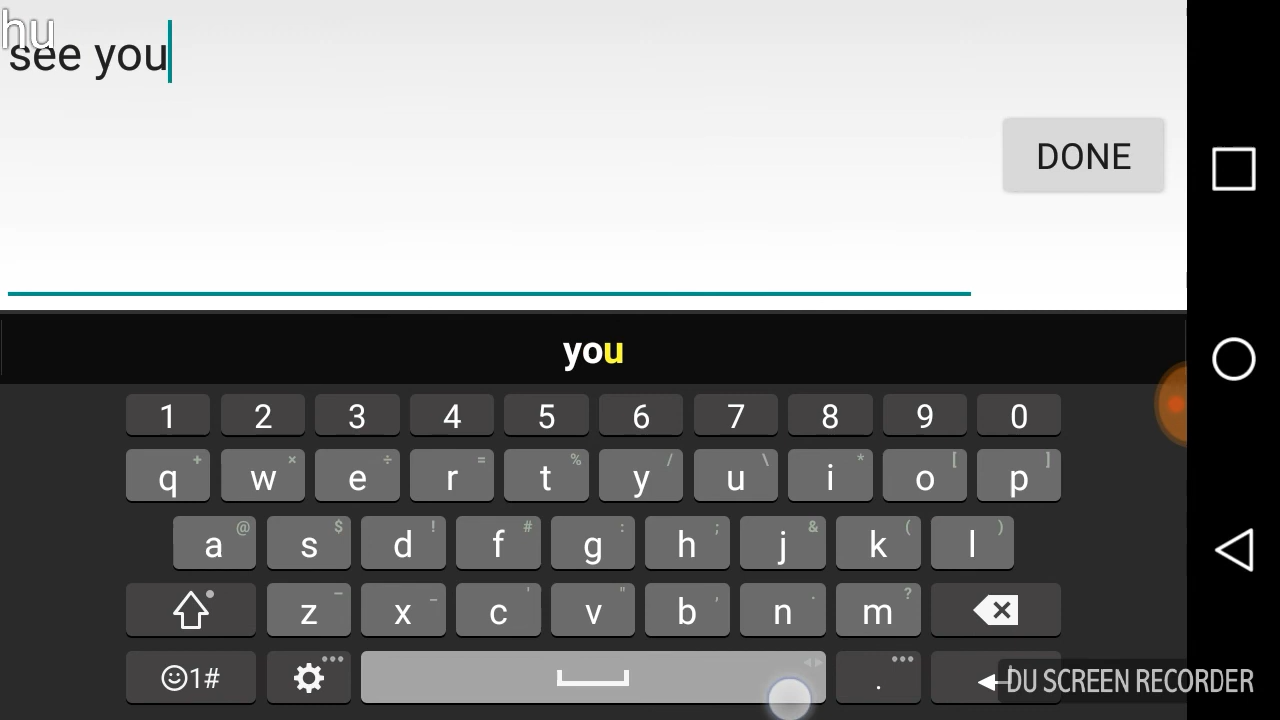 hu
see you
DONE
you
1 2 3 4 5 6 7 8 9 0
q + w × e ÷ r = t % y / u \ i * o [ p ]
a @ s $ d ! f # g : h ; j & k ( l )
z – x _ c ' v " b , n . m ?
1# ••• ••• .
DU SCREEN RECORDER